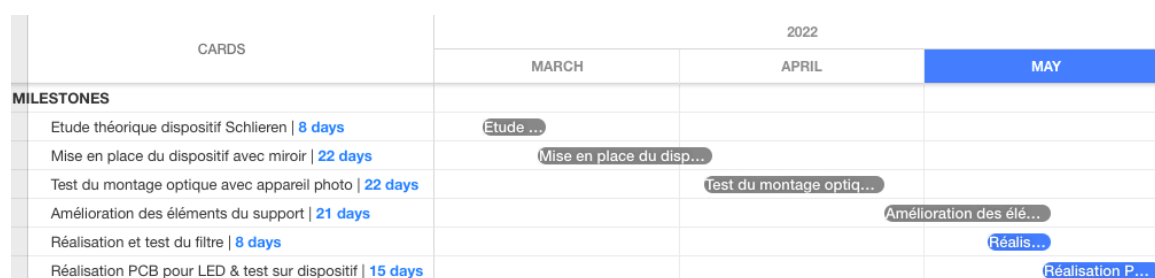 2022
CARDS
MARCH APRIL MAY
MILESTONES
Etude théorique dispositif Schlieren | 8 days Etude ...
Mise en place du dispositif avec miroir | 22 days Mise en place du disp...
Test du montage optique avec appareil photo | 22 days Test du montage optiq...
Amélioration des éléments du support | 21 days Amélioration des élé...
Réalisation et test du filtre | 8 days Réalis...
Réalisation PCB pour LED & test sur dispositif | 15 days Réalisation P...